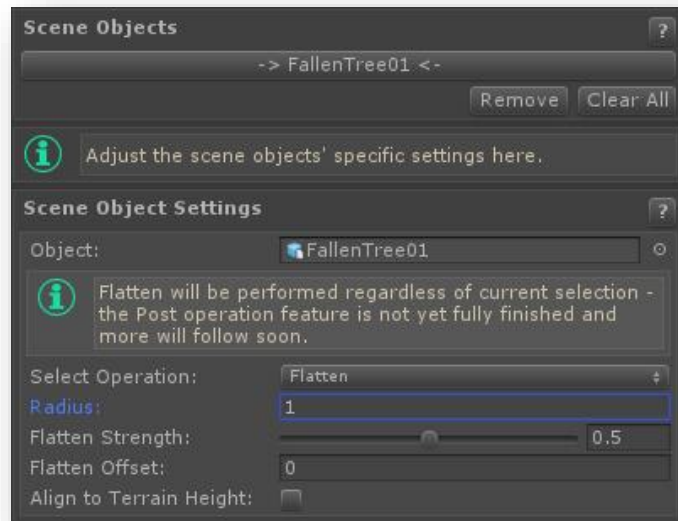 Scene Objects
?
-> FallenTree01 <-
Remove Clear All
Adjust the scene objects' specific settings here.
Scene Object Settings
?
Object: FallenTree01
Flatten will be performed regardless of current selection -
the Post operation feature is not yet fully finished and
more will follow soon.
Select Operation: Flatten
Radius: 1
Flatten Strength: 0.5
Flatten Offset: 0
Align to Terrain Height: